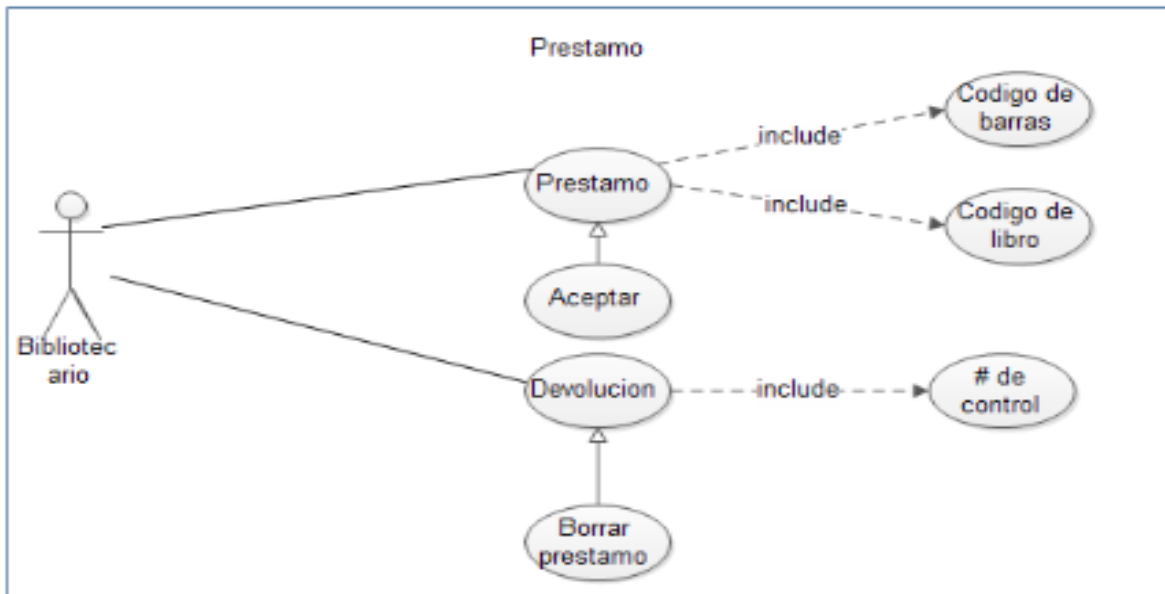 Prestamo
Codigo de
barras
include
Prestamo
include
Codigo de
libro
Aceptar
Bibliotec
ario
Devolucion
include
# de
control
Borrar
prestamo